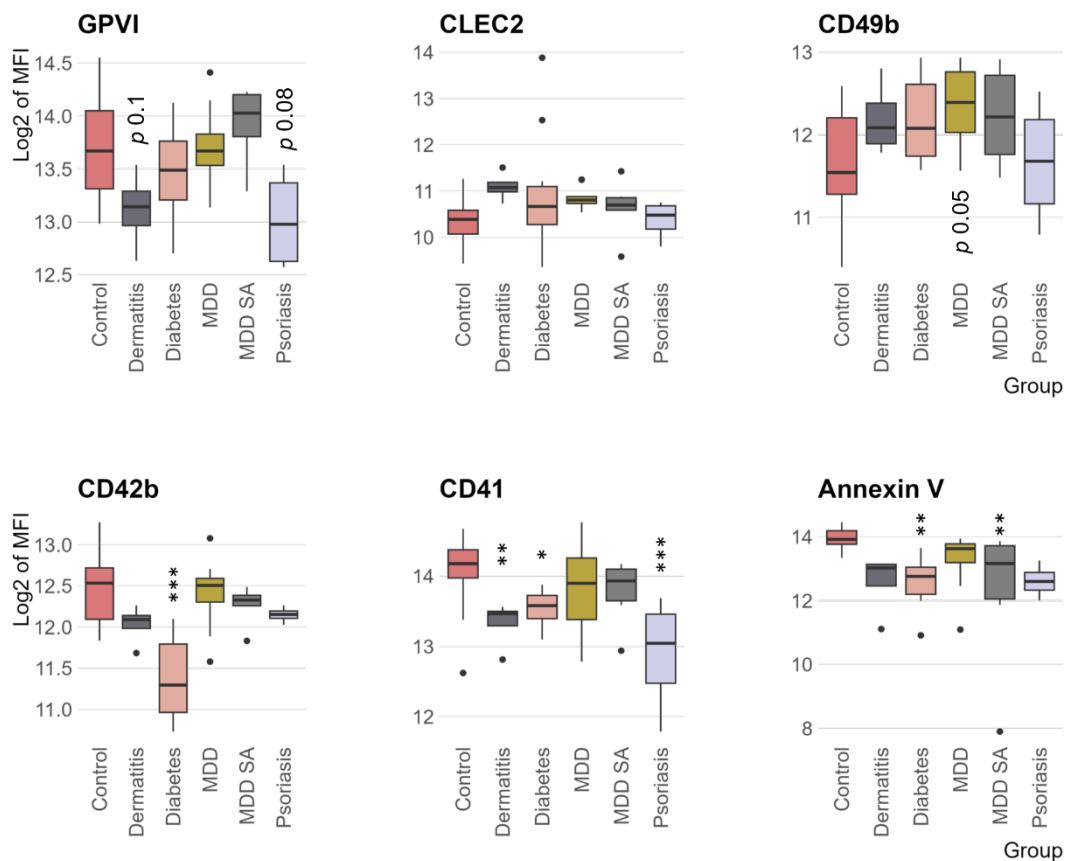 GPVI
Log2 of MFI
14.5
14.0
13.5
13.0
12.5
p 0.1
p 0.08
Control
Dermatitis
Diabetes
MDD
MDD SA
Psoriasis
CLEC2
14
13
12
11
10
Control
Dermatitis
Diabetes
MDD
MDD SA
Psoriasis
CD49b
13
12
11
p 0.05
Control
Dermatitis
Diabetes
MDD
MDD SA
Psoriasis
Group
CD42b
Log2 of MFI
13.0
12.5
12.0
11.5
11.0
***
Control
Dermatitis
Diabetes
MDD
MDD SA
Psoriasis
CD41
14
13
12
**
*
***
Control
Dermatitis
Diabetes
MDD
MDD SA
Psoriasis
Annexin V
14
12
10
8
**
**
Control
Dermatitis
Diabetes
MDD
MDD SA
Psoriasis
Group